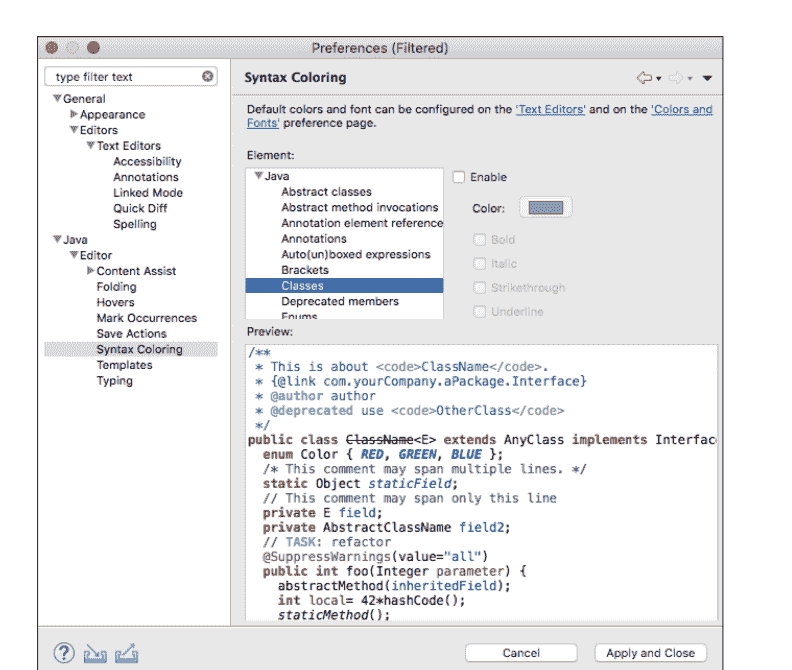 Preferences (Filtered)
type filter text
General
Appearance
Editors
Text Editors
Accessibility
Annotations
Linked Mode
Quick Diff
Spelling
Java
Editor
Content Assist
Folding
Hovers
Mark Occurrences
Save Actions
Syntax Coloring
Templates
Typing
Syntax Coloring
Default colors and font can be configured on the 'Text Editors' and on the 'Colors and
Fonts' preference page.
Element:
Java
Abstract classes
Abstract method invocations
Annotation element reference
Annotations
Auto(un)boxed expressions
Brackets
Classes
Deprecated members
Enums
Enable
Color:
Bold
Italic
Strikethrough
Underline
Preview:
/**
* This is about <code>ClassName</code>.
* {@link com.yourCompany.aPackage.Interface}
* @author author
* @deprecated use <code>OtherClass</code>
*/
public class ClassName<E> extends AnyClass implements Interfac
enum Color { RED, GREEN, BLUE };
/* This comment may span multiple lines. */
static Object staticField;
// This comment may span only this line
private E field;
private AbstractClassName field2;
// TASK: refactor
@SuppressWarnings(value="all")
public int foo(Integer parameter) {
abstractMethod(inheritedField);
int local= 42*hashCode();
staticMethod();
?
Cancel
Apply and Close